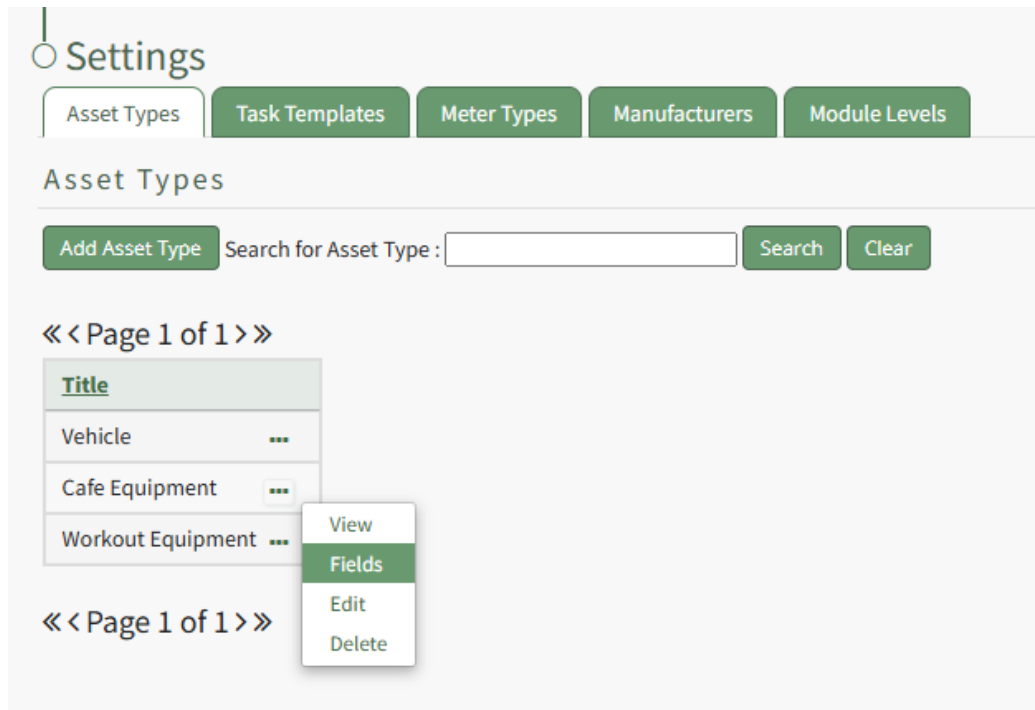 Settings
Asset Types Task Templates Meter Types Manufacturers Module Levels
Asset Types
Add Asset Type Search for Asset Type : Search Clear
«‹ Page 1 of 1 ›»
Title
Vehicle ...
Cafe Equipment ...
View
Workout Equipment ...
Fields
Edit
«‹ Page 1 of 1 ›»
Delete